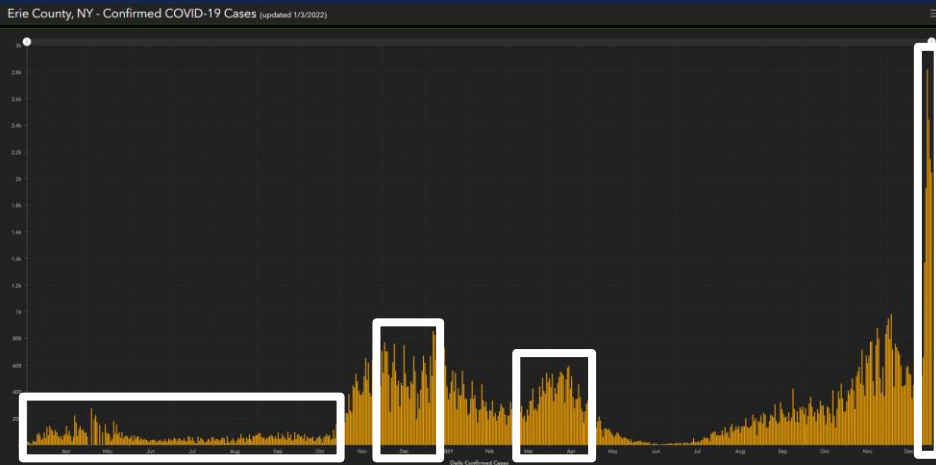 Erie County, NY - Confirmed COVID-19 Cases (updated 1/3/2022)
3k
2.8k
2.6k
2.4k
2.2k
2k
1.8k
1.6k
1.4k
1.2k
1k
800
600
400
Apr May Jun Jul Aug Sep Oct Nov Dec 2021 Feb Mar Apr May Jun Jul Aug Sep Oct Nov Dec
Daily Confirmed Cases